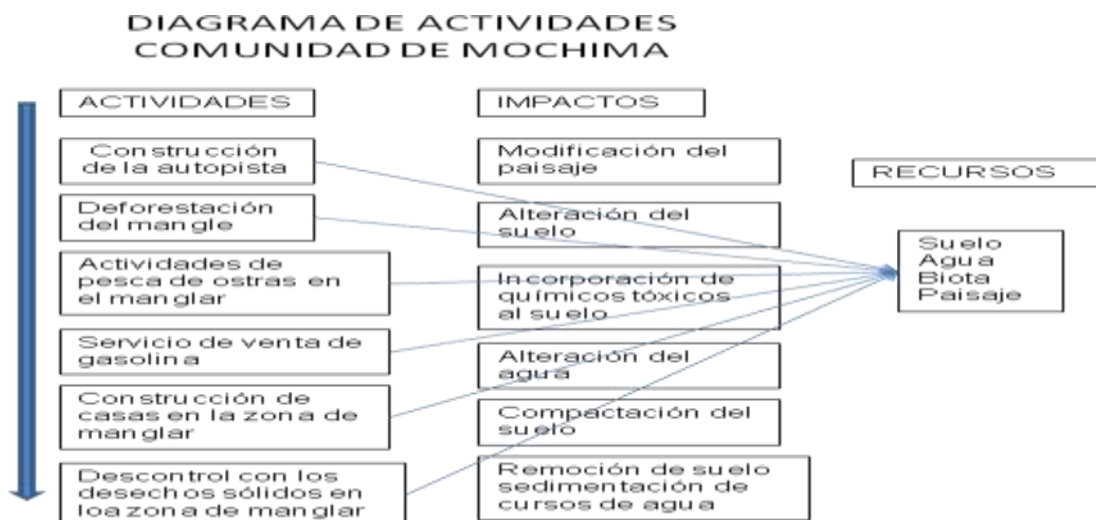 DIAGRAMA DE ACTIVIDADES
COMUNIDAD DE MOCHIMA
ACTIVIDADES
Construcción
de la autopista
Deforestación
del mangle
Actividades de
pesca de ostras en
el manglar
Servicio de venta de
gasolina
Construcción de
casas en la zona de
manglar
Descontrol con los
desechos sólidos en
loazona de manglar
IMPACTOS
Modificación del
paisaje
Alteración del
suelo
Incorporación de
químicos tóxicos
al suelo
Alteración del
agua
Compactación del
suelo
Remoción de suelo
sedimentación de
cursos de agua
RECURSOS
Suelo
Agua
Biota
Paisaje